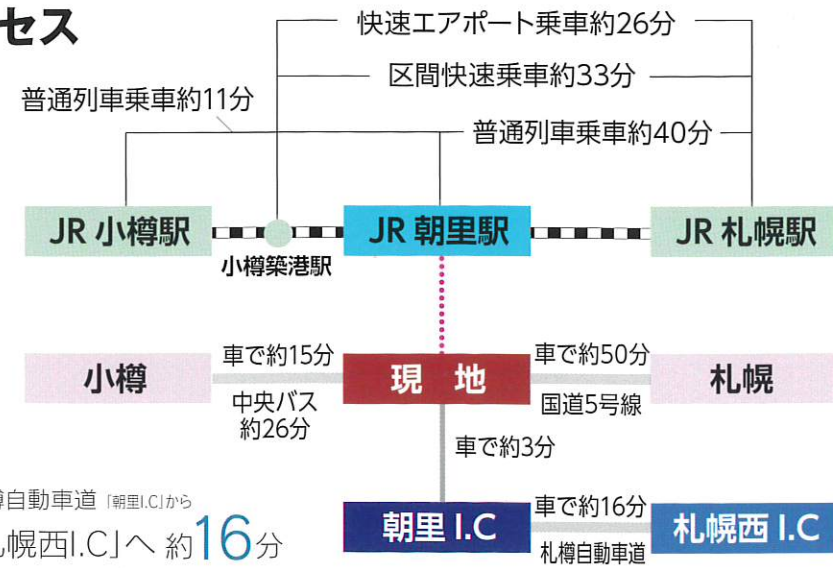 セス
快速エアポート乗車約26分
区間快速乗車約33分
普通列車乗車約11分
普通列車乗車約40分
JR 小樽駅
JR 朝里駅
JR 札幌駅
小樽築港駅
小樽
車で約15分
中央バス
約26分
現 地
車で約50分
国道5号線
札幌
車で約3分
樽自動車道 「朝里I.C」から
幌西I.C」へ 約16分
朝里 I.C
車で約16分
札樽自動車道
札幌西 I.C